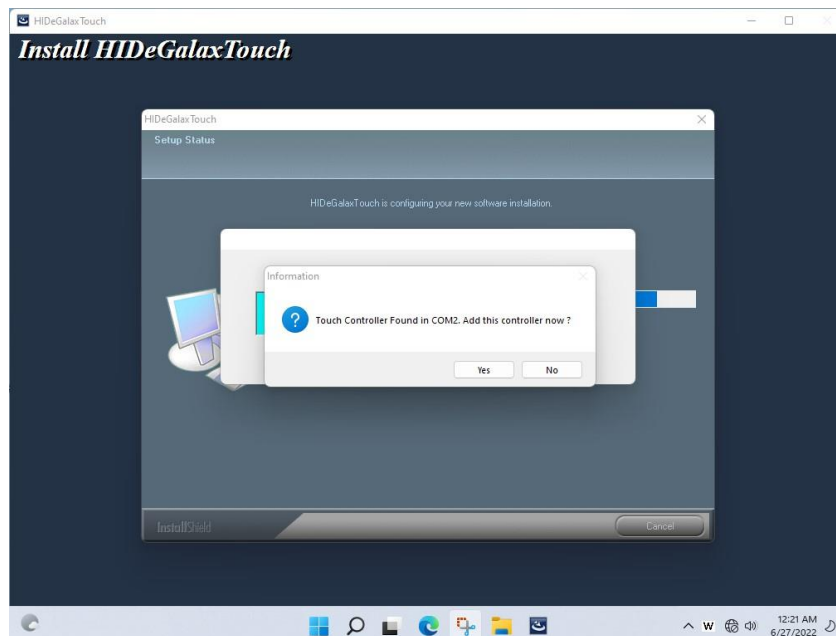 HIDeGalaxTouch
Install HIDeGalaxTouch
HIDeGalaxTouch
Setup Status
HIDeGalaxTouch is configuring your new software installation.
Information
Touch Controller Found in COM2. Add this controller now ?
Yes
No
InstallShield
Cancel
W
12:21 AM
6/27/2022